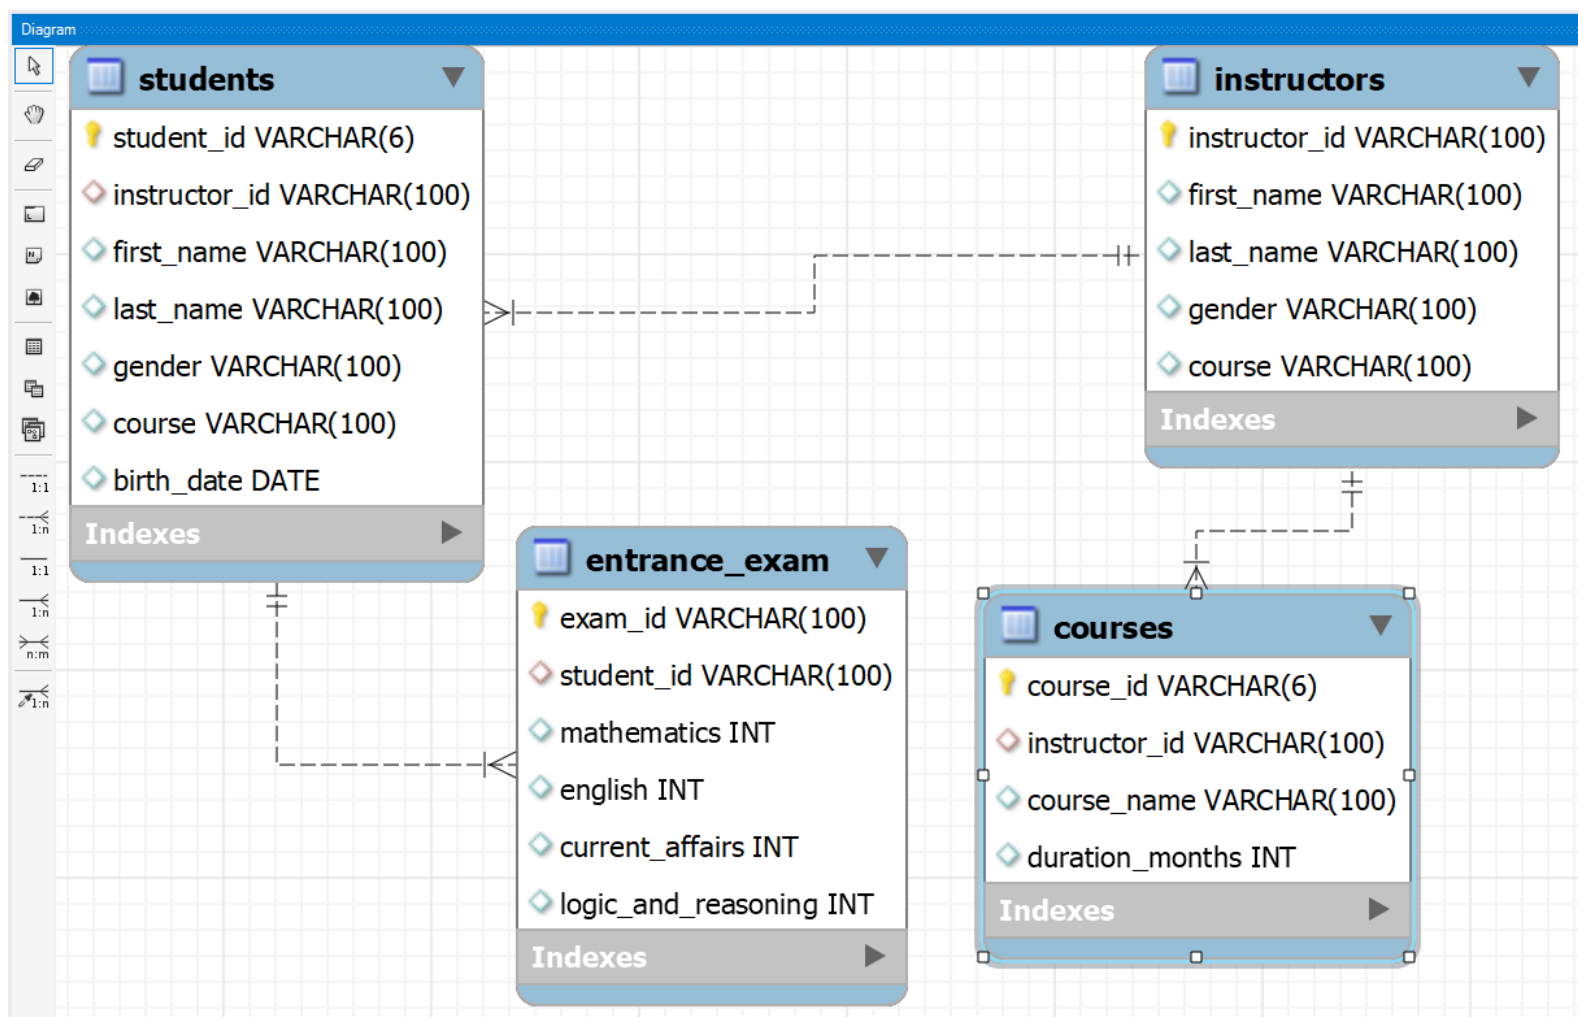 Diagram
students
student_id VARCHAR(6)
instructor_id VARCHAR(100)
first_name VARCHAR(100)
last_name VARCHAR(100)
gender VARCHAR(100)
course VARCHAR(100)
birth_date DATE
Indexes
instructors
instructor_id VARCHAR(100)
first_name VARCHAR(100)
last_name VARCHAR(100)
gender VARCHAR(100)
course VARCHAR(100)
Indexes
entrance_exam
exam_id VARCHAR(100)
student_id VARCHAR(100)
mathematics INT
english INT
current_affairs INT
logic_and_reasoning INT
Indexes
courses
course_id VARCHAR(6)
instructor_id VARCHAR(100)
course_name VARCHAR(100)
duration_months INT
Indexes
1:1
1:n
1:1
1:n
n:m
1:n